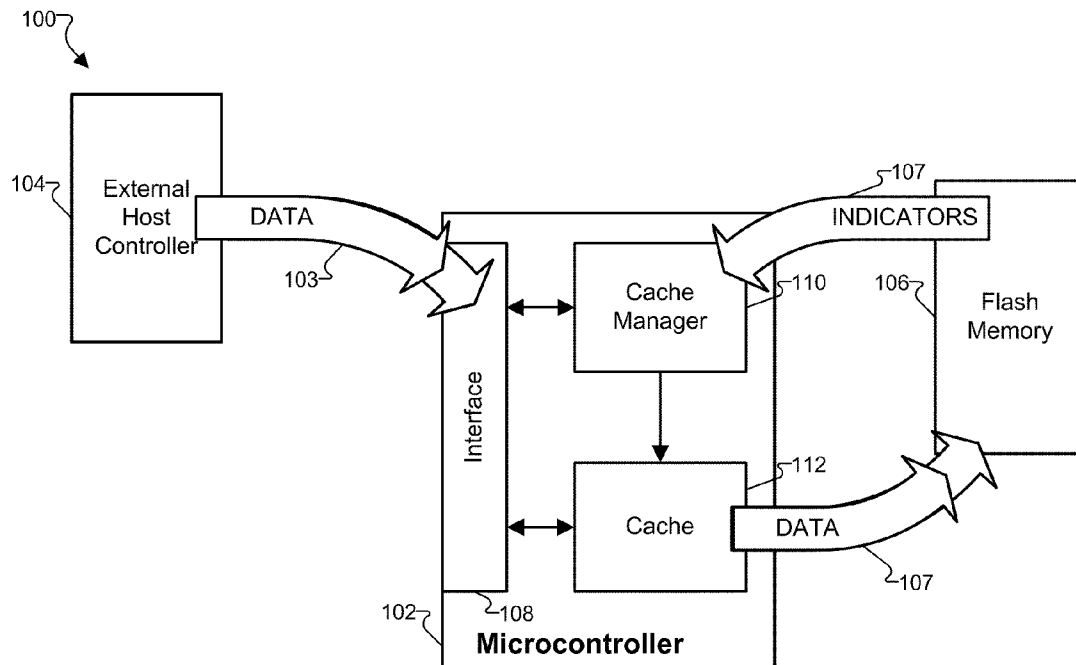 100
104
External
Host
Controller
DATA
103
107
INDICATORS
110
Cache
Manager
106
Flash
Memory
Interface
112
Cache
DATA
107
102
108
Microcontroller